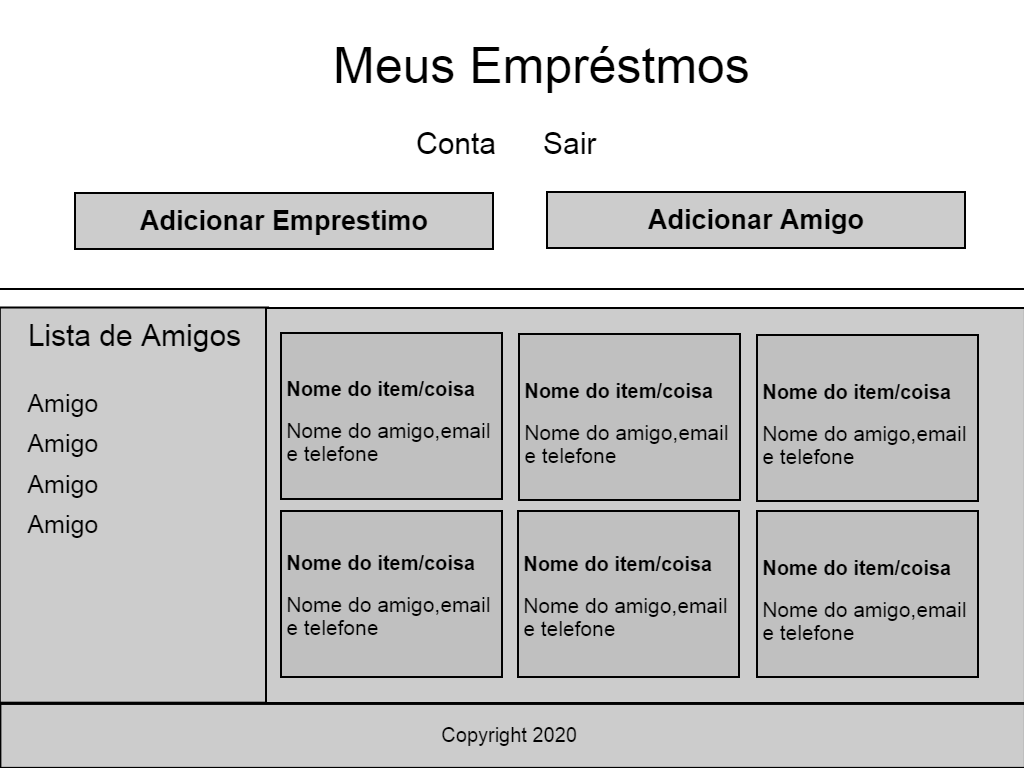 Meus Empréstmos
Conta Sair
Adicionar Emprestimo
Adicionar Amigo
Lista de Amigos
Amigo
Amigo
Amigo
Amigo
Nome do item/coisa
Nome do amigo,email
e telefone
Nome do item/coisa
Nome do amigo,email
e telefone
Nome do item/coisa
Nome do amigo,email
e telefone
Nome do item/coisa
Nome do amigo,email
e telefone
Nome do item/coisa
Nome do amigo,email
e telefone
Nome do item/coisa
Nome do amigo,email
e telefone
Copyright 2020